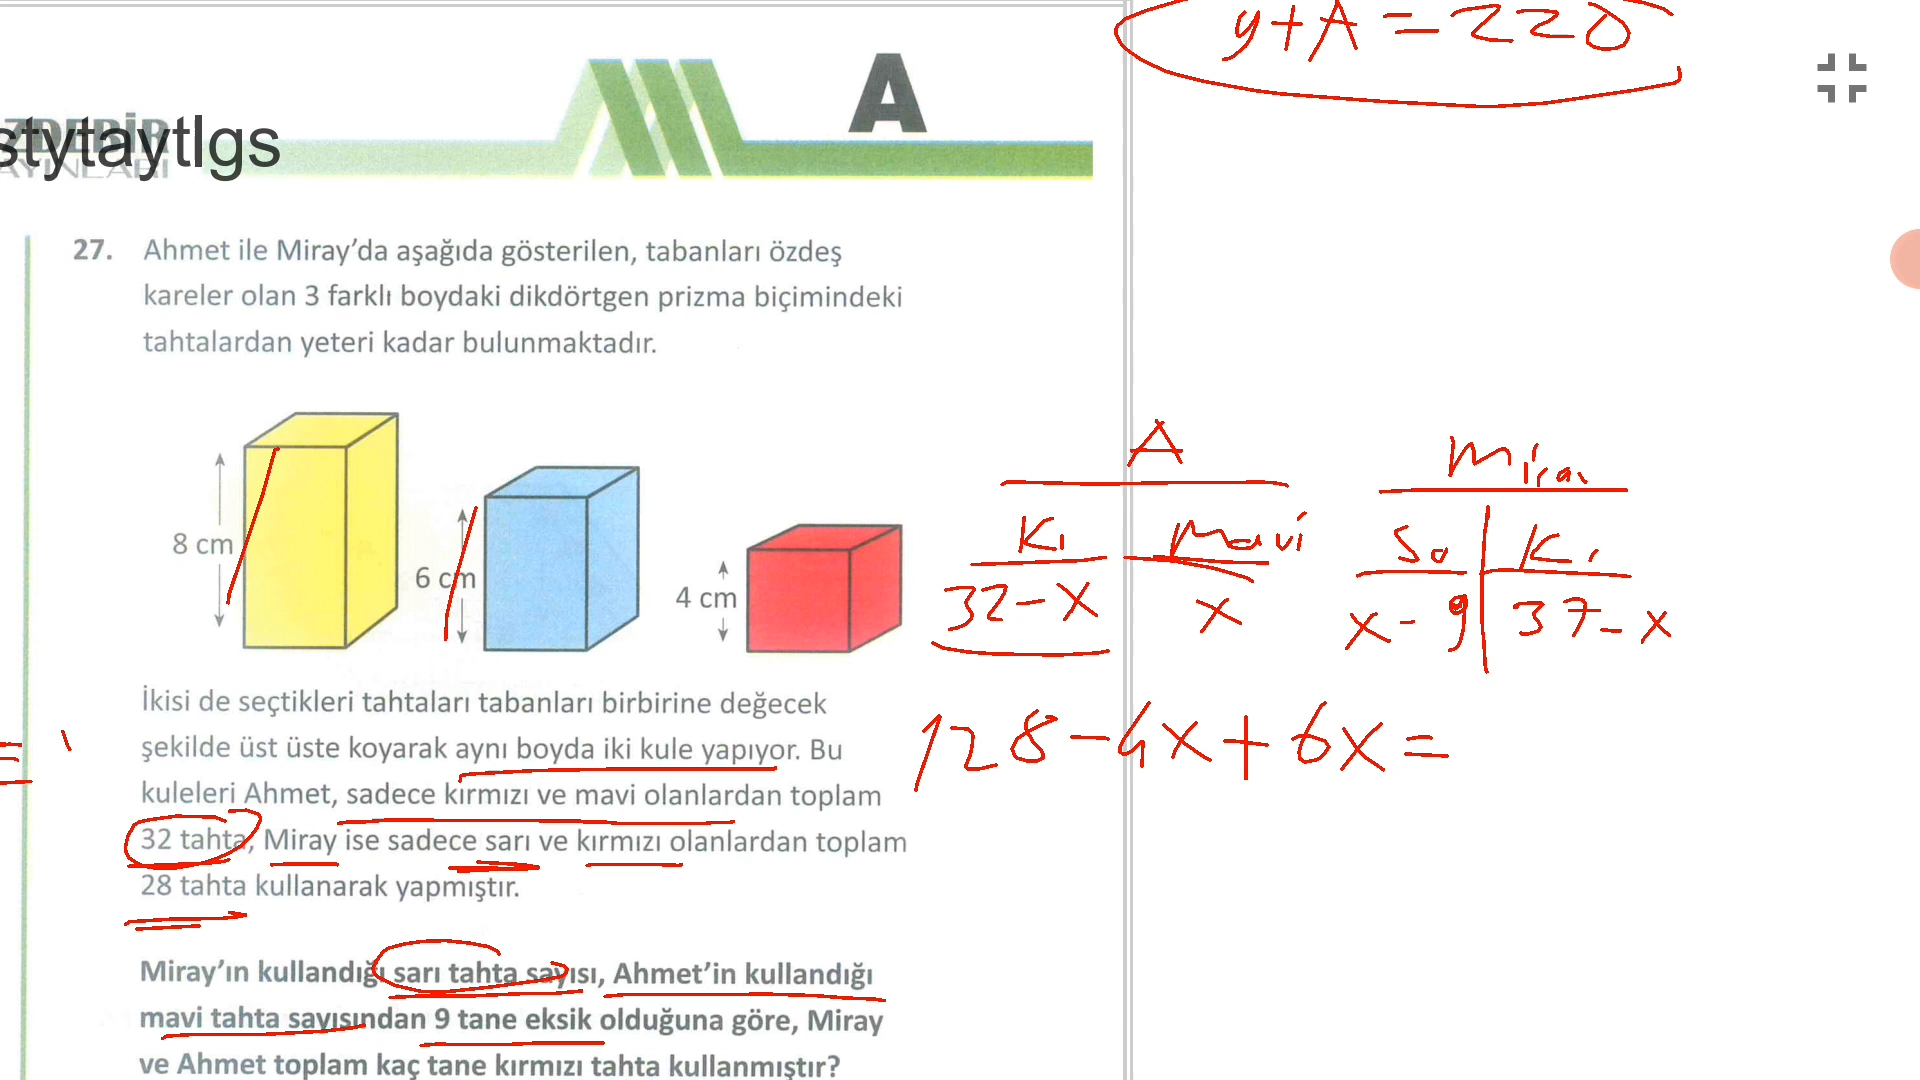 y+A=220
A
ZDEBİR
stytaytlgs
AYINLARI
27. Ahmet ile Miray'da aşağıda gösterilen, tabanları özdeş
kareler olan 3 farklı boydaki dikdörtgen prizma biçimindeki
tahtalardan yeteri kadar bulunmaktadır.
8 cm
6 cm
4 cm
A
Kı Mavi
32-x x
Sa Kı
x-9 37-x
128-4x+6x=
İkisi de seçtikleri tahtaları tabanları birbirine değecek
şekilde üst üste koyarak aynı boyda iki kule yapıyor. Bu
kuleleri Ahmet, sadece kırmızı ve mavi olanlardan toplam
32 tahta, Miray ise sadece sarı ve kırmızı olanlardan toplam
28 tahta kullanarak yapmıştır.
Miray'ın kullandığı sarı tahta sayısı, Ahmet'in kullandığı
mavi tahta sayısından 9 tane eksik olduğuna göre, Miray
ve Ahmet toplam kaç tane kırmızı tahta kullanmıştır?